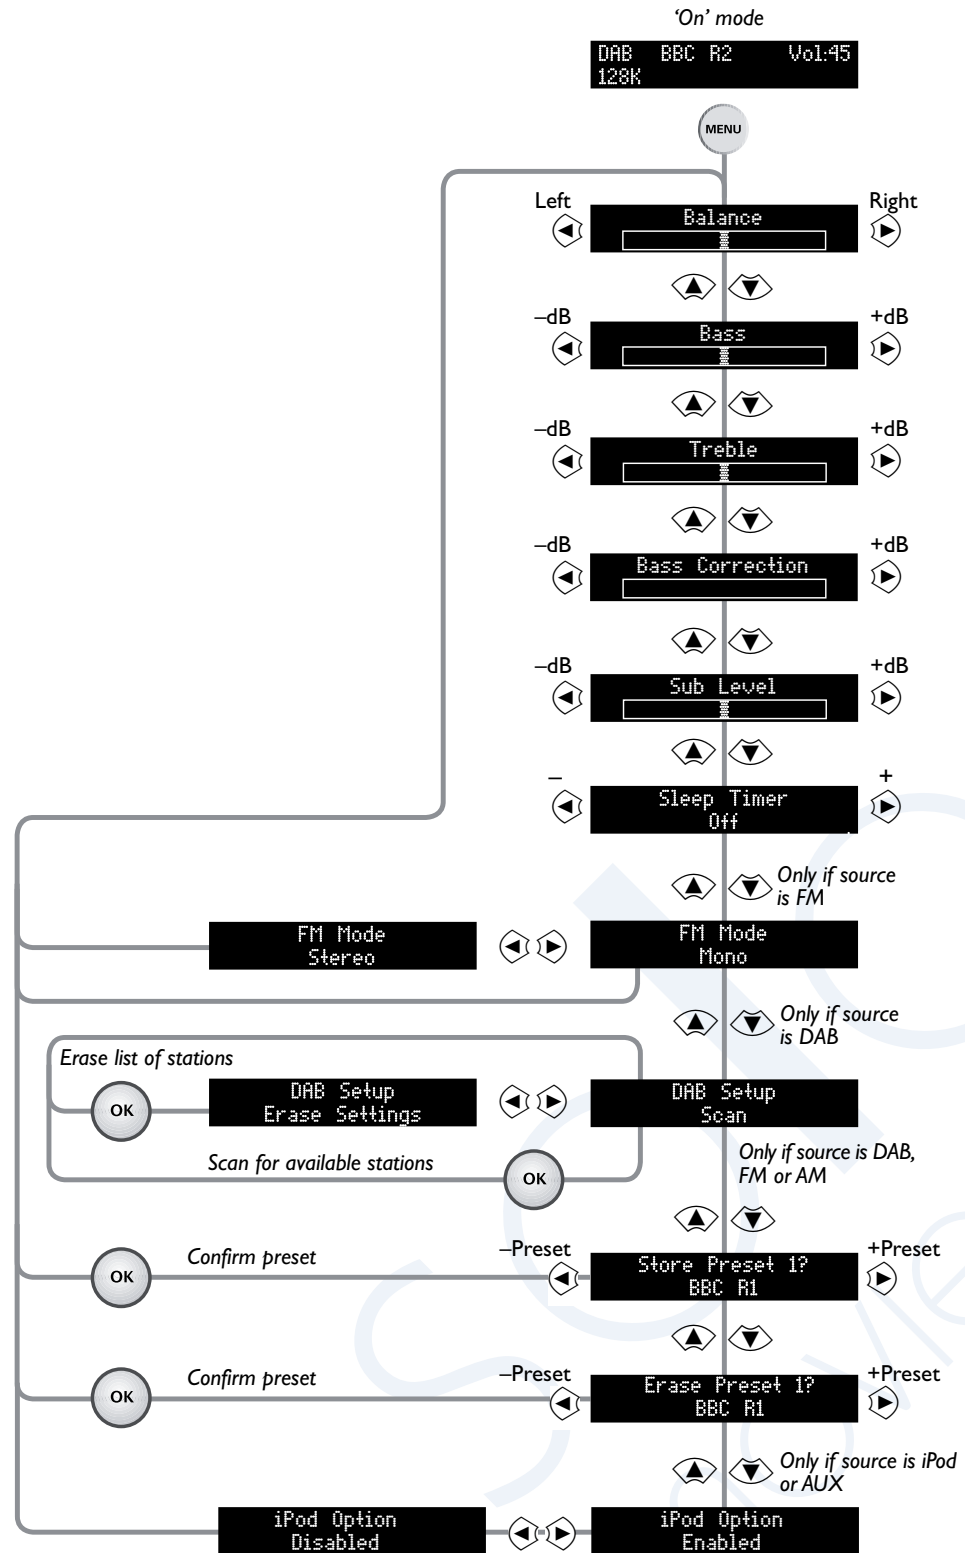 ‘On’ mode
DAB BBC R2 Vol:45
128K
MENU
Left
Balance
Right
–dB
Bass
+dB
–dB
Treble
+dB
–dB
Bass Correction
+dB
–dB
Sub Level
+dB
–
Sleep Timer
Off
+
Only if source
is FM
FM Mode
Stereo
FM Mode
Mono
Only if source
is DAB
Erase list of stations
OK
DAB Setup
Erase Settings
DAB Setup
Scan
Scan for available stations
OK
Only if source is DAB,
FM or AM
OK
Confirm preset
–Preset
Store Preset 1?
BBC R1
+Preset
OK
Confirm preset
–Preset
Erase Preset 1?
BBC R1
+Preset
Only if source is iPod
or AUX
iPod Option
Disabled
iPod Option
Enabled